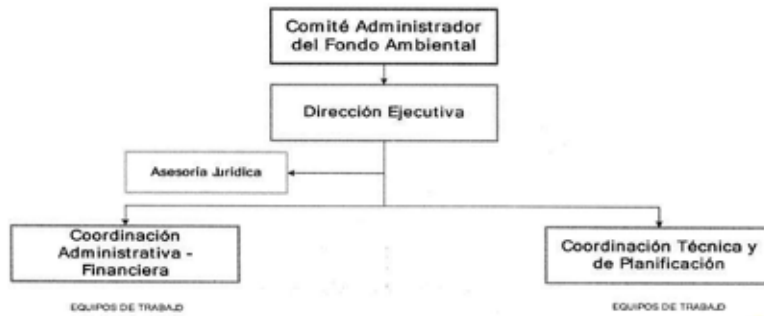 Comité Administrador
del Fondo Ambiental
Dirección Ejecutiva
Asesoría Jurídica
Coordinación
Administrativa -
Financiera
Coordinación Técnica y
de Planificación
EQUIPOS DE TRABAJO
EQUIPOS DE TRABAJO